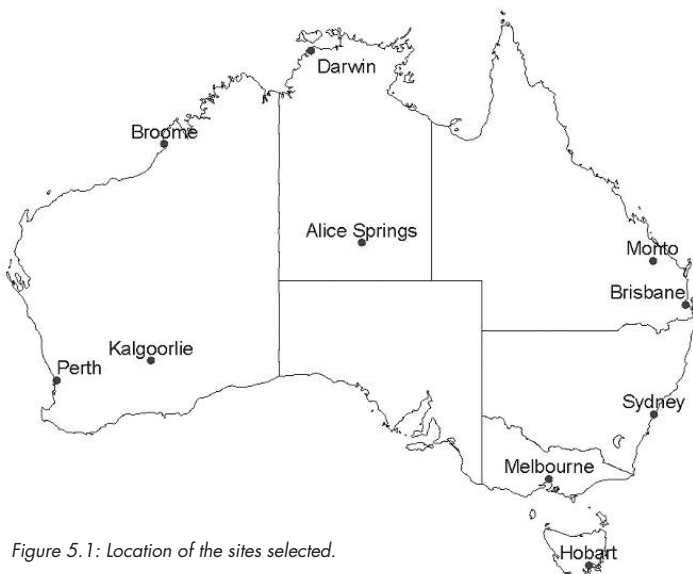 Darwin
Broome
Alice Springs
Monto
Brisbane
Kalgoorlie
Perth
Sydney
Melbourne
Hobart
Figure 5.1: Location of the sites selected.